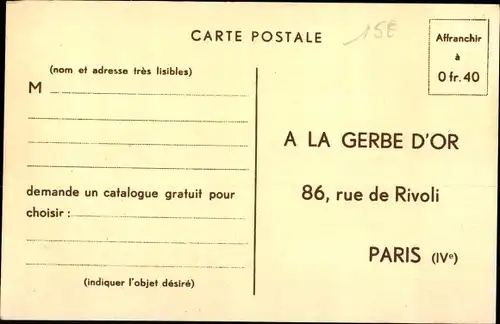 CARTE POSTALE
15€
Affranchir
à
0 fr. 40
(nom et adresse très lisibles)
M
demande un catalogue gratuit pour
choisir :
(indiquer l'objet désiré)
A LA GERBE D'OR
86, rue de Rivoli
PARIS (IVᵉ)